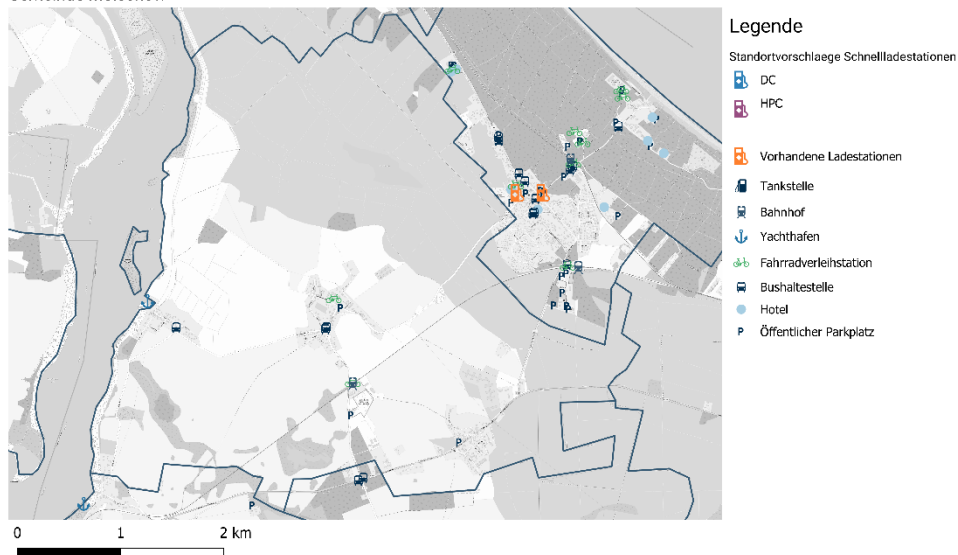 Legende
Standortvorschlaege Schnellladestationen
DC
HPC
Vorhandene Ladestationen
Tankstelle
Bahnhof
Yachthafen
Fahrradverleihstation
Bushaltestelle
Hotel
P Öffentlicher Parkplatz
0 1 2 km